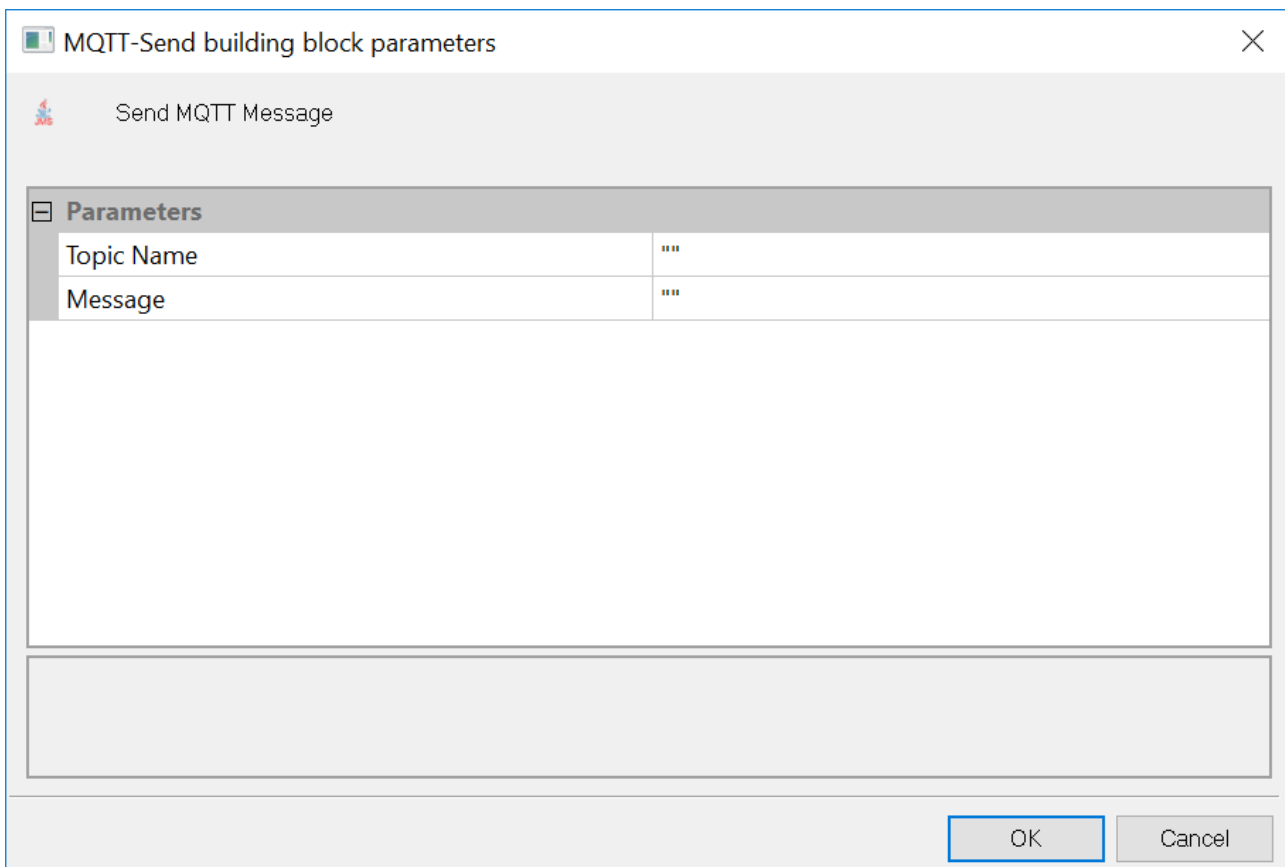 MQTT-Send building block parameters
Send MQTT Message
Parameters
Topic Name ""
Message ""
OK Cancel